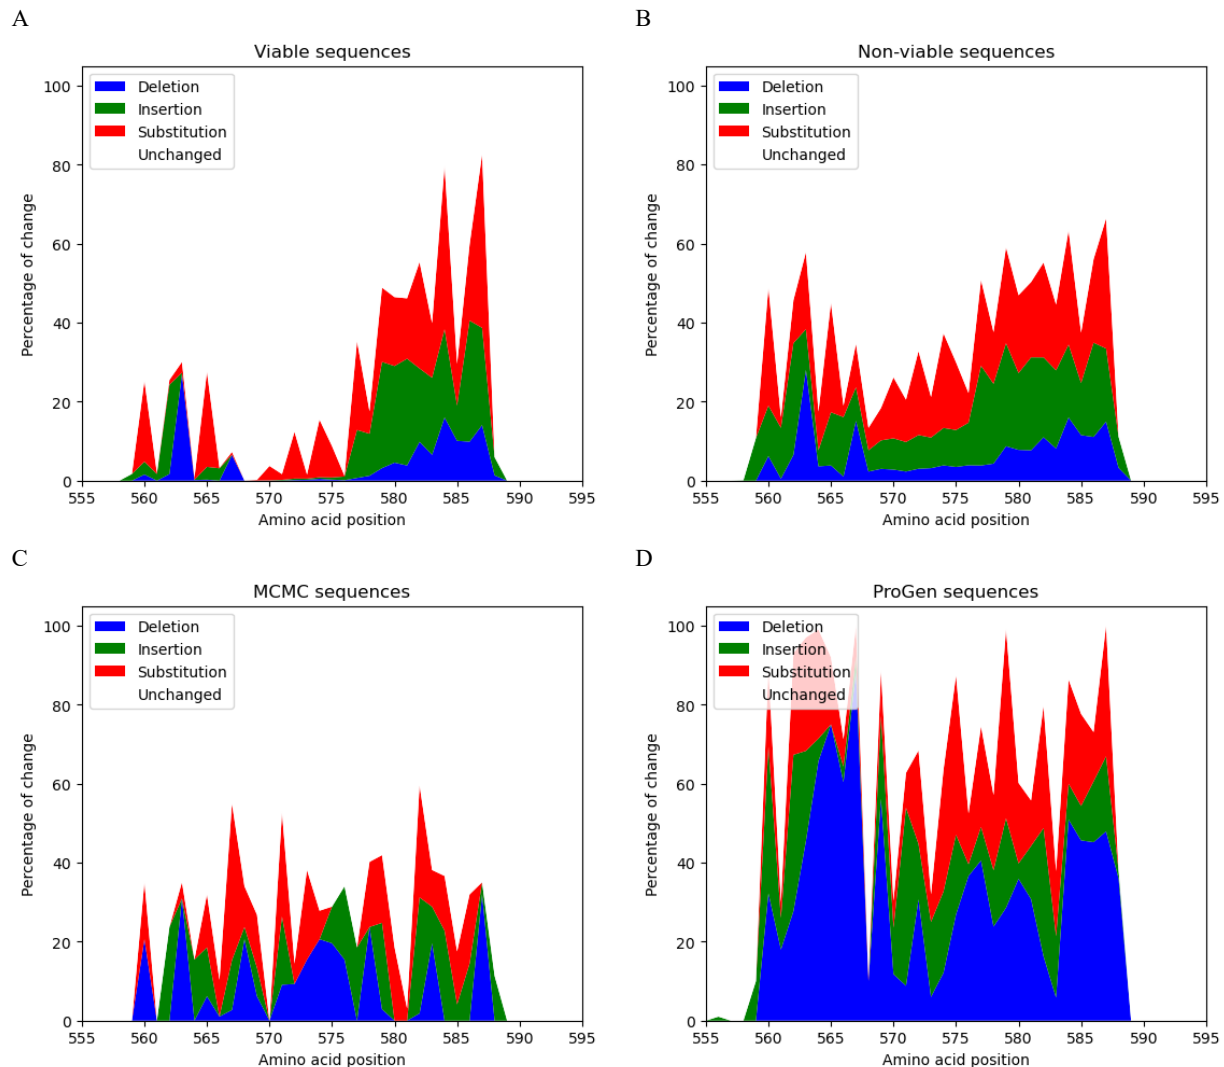 A
Viable sequences
Percentage of change
100
80
60
40
20
0
Deletion
Insertion
Substitution
Unchanged
555 560 565 570 575 580 585 590 595
Amino acid position
B
Non-viable sequences
Percentage of change
100
80
60
40
20
0
Deletion
Insertion
Substitution
Unchanged
555 560 565 570 575 580 585 590 595
Amino acid position
C
MCMC sequences
Percentage of change
100
80
60
40
20
0
Deletion
Insertion
Substitution
Unchanged
555 560 565 570 575 580 585 590 595
Amino acid position
D
ProGen sequences
Percentage of change
100
80
60
40
20
0
Deletion
Insertion
Substitution
Unchanged
555 560 565 570 575 580 585 590 595
Amino acid position